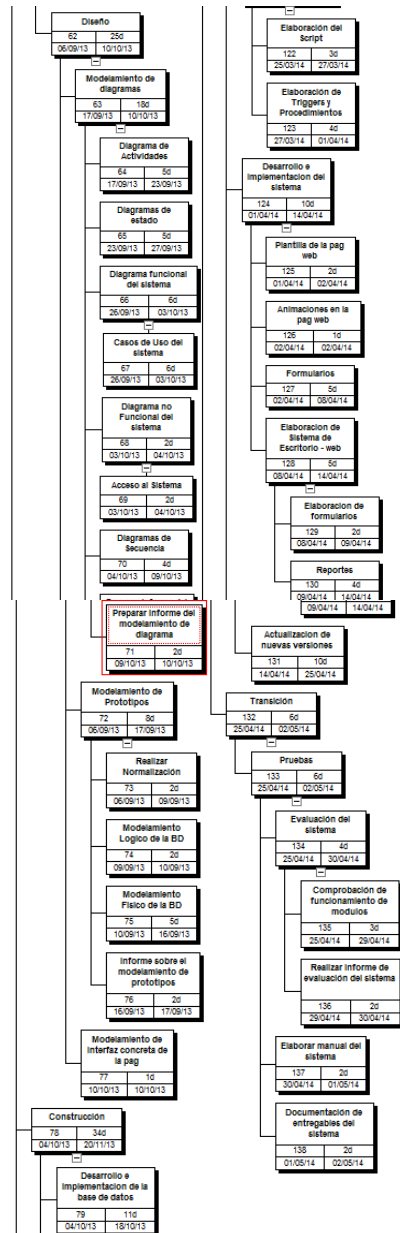 Diseño
62 25d
06/09/13 10/10/13
Modelamiento de
diagramas
63 18d
17/09/13 10/10/13
Diagrama de
Actividades
64 5d
17/09/13 23/09/13
Diagramas de
estado
65 5d
23/09/13 27/09/13
Diagrama funcional
del sistema
66 6d
26/09/13 03/10/13
Casos de Uso del
sistema
67 6d
26/09/13 03/10/13
Diagrama no
Funcional del
sistema
68 2d
03/10/13 04/10/13
Acceso al Sistema
69 2d
03/10/13 04/10/13
Diagramas de
Secuencia
70 4d
04/10/13 09/10/13
Preparar informe del
modelamiento de
diagrama
71 2d
09/10/13 10/10/13
Modelamiento de
Prototipos
72 8d
06/09/13 17/09/13
Realizar
Normalización
73 2d
06/09/13 09/09/13
Modelamiento
Logico de la BD
74 2d
09/09/13 10/09/13
Modelamiento
Fisico de la BD
75 5d
10/09/13 16/09/13
Informe sobre el
modelamiento de
prototipos
76 2d
16/09/13 17/09/13
Modelamiento de
interfaz concreta de
la pag
77 1d
10/10/13 10/10/13
Construcción
78 34d
04/10/13 20/11/13
Desarrollo e
implementacion de la
base de datos
79 11d
04/10/13 18/10/13
Elaboración del
Script
122 3d
25/03/14 27/03/14
Elaboración de
Triggers y
Procedimientos
123 4d
27/03/14 01/04/14
Desarrollo e
implementacion del
sistema
124 10d
01/04/14 14/04/14
Plantilla de la pag
web
125 2d
01/04/14 02/04/14
Animaciones en la
pag web
126 1d
02/04/14 02/04/14
Formularios
127 5d
02/04/14 08/04/14
Elaboracion de
Sistema de
Escritorio - web
128 5d
08/04/14 14/04/14
Elaboracion de
formularios
129 2d
08/04/14 09/04/14
Reportes
130 4d
09/04/14 14/04/14
09/04/14 14/04/14
Actualizacion de
nuevas versiones
131 10d
14/04/14 25/04/14
Transición
132 6d
25/04/14 02/05/14
Pruebas
133 6d
25/04/14 02/05/14
Evaluación del
sistema
134 4d
25/04/14 30/04/14
Comprobación de
funcionamiento de
modulos
135 3d
25/04/14 29/04/14
Realizar informe de
evaluación del sistema
136 2d
29/04/14 30/04/14
Elaborar manual del
sistema
137 2d
30/04/14 01/05/14
Documentación de
entregables del
sistema
138 2d
01/05/14 02/05/14